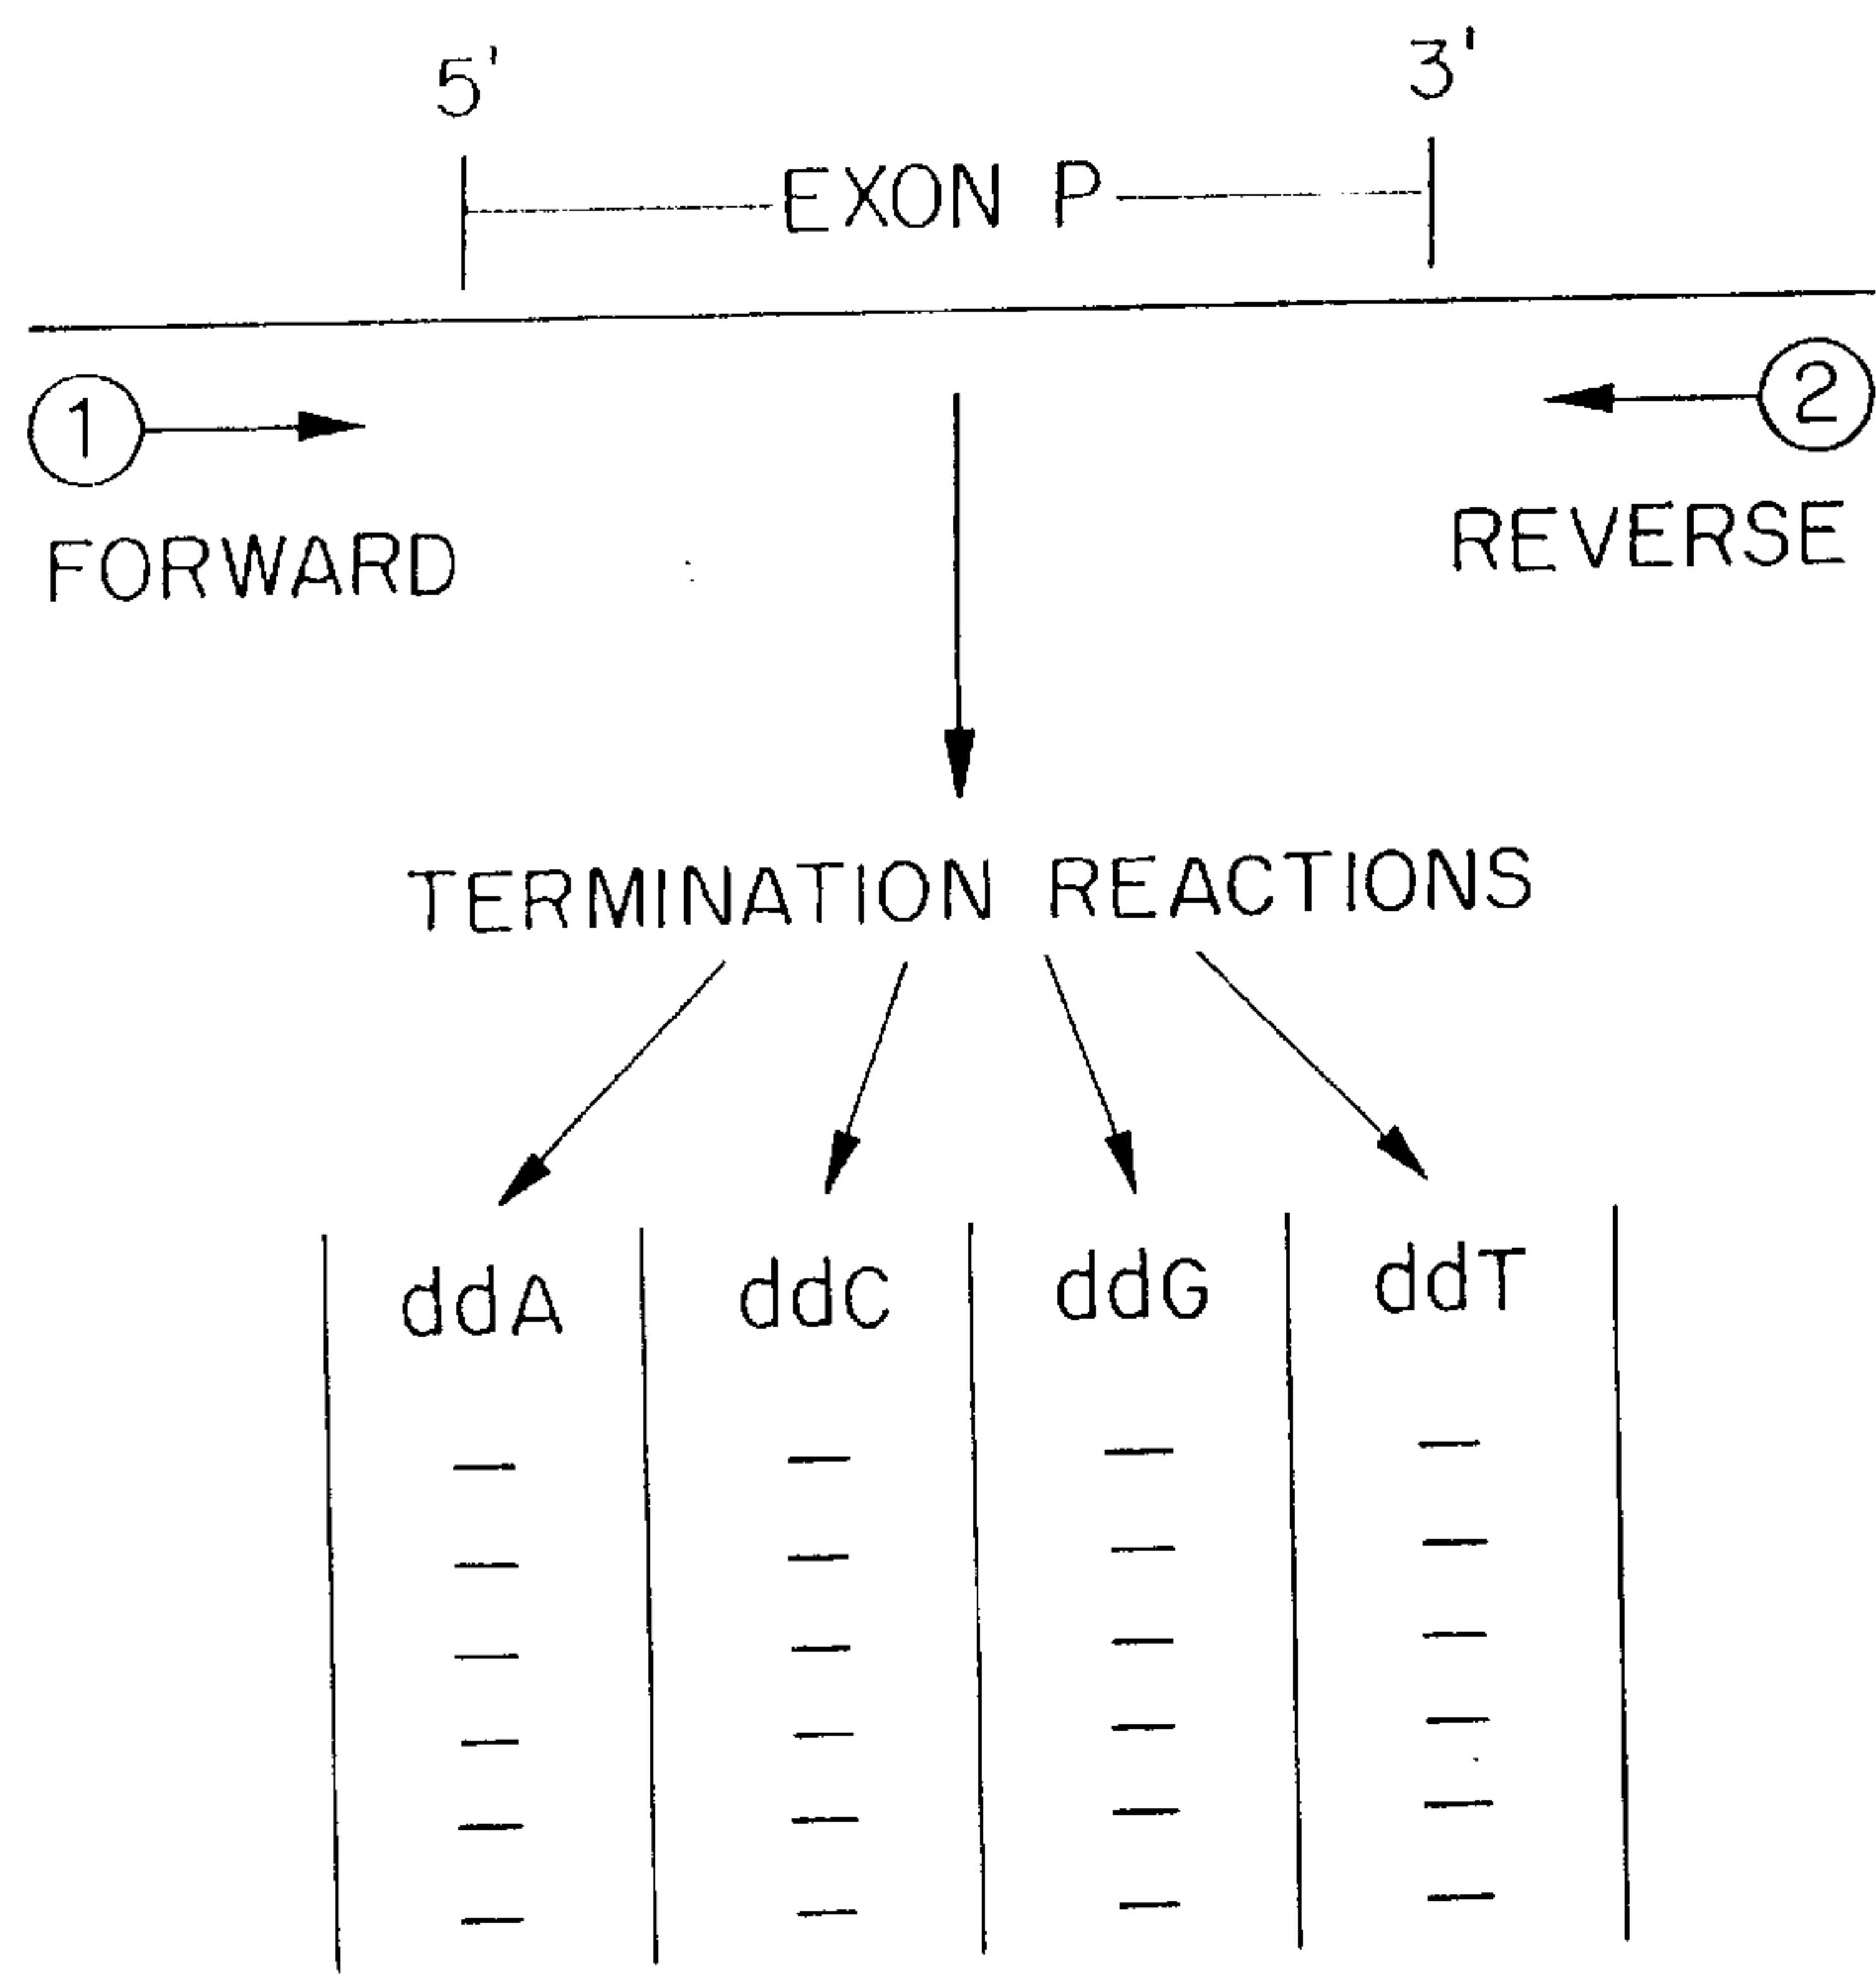 5' 3'
EXON P
1 2
FORWARD REVERSE
TERMINATION REACTIONS
ddA ddC ddG ddT